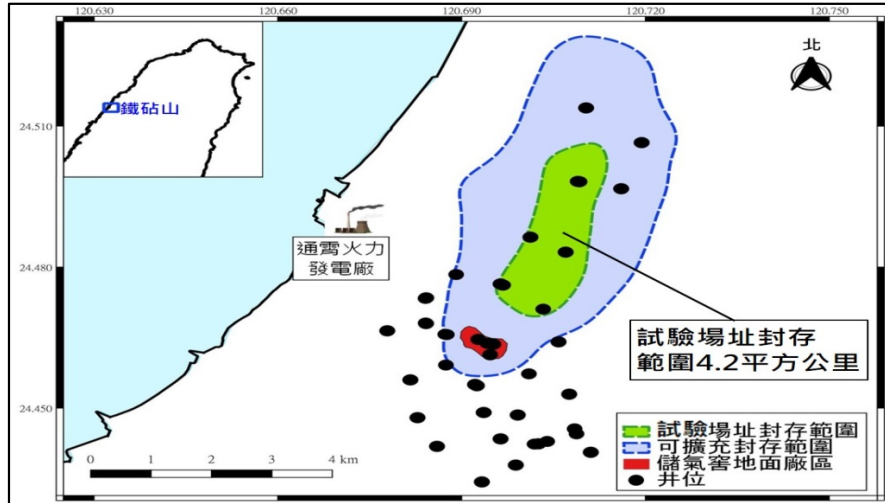 120.630
120.660
120.690
120.720
120.750
鐵砧山
北
24.510
24.480
24.450
通霄火力
發電廠
試驗場址封存
範圍4.2平方公里
試驗場址封存範圍
可擴充封存範圍
儲氣窖地面廠區
井位
0 1 2 3 4 km